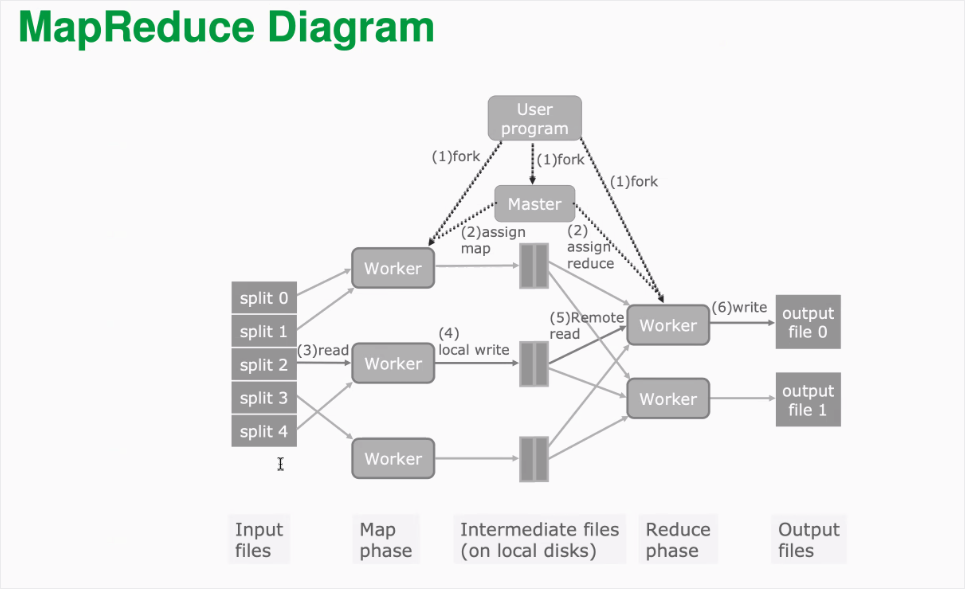 MapReduce Diagram
User
program
(1)fork
(1)fork
(1)fork
Master
(2)assign
map
(2)
assign
reduce
Worker
split 0
split 1
split 2
split 3
split 4
(3)read
Worker
(4)
local write
(5)Remote
read
Worker
(6)write
output
file 0
Worker
output
file 1
Worker
Input
files
Map
phase
Intermediate files
(on local disks)
Reduce
phase
Output
files